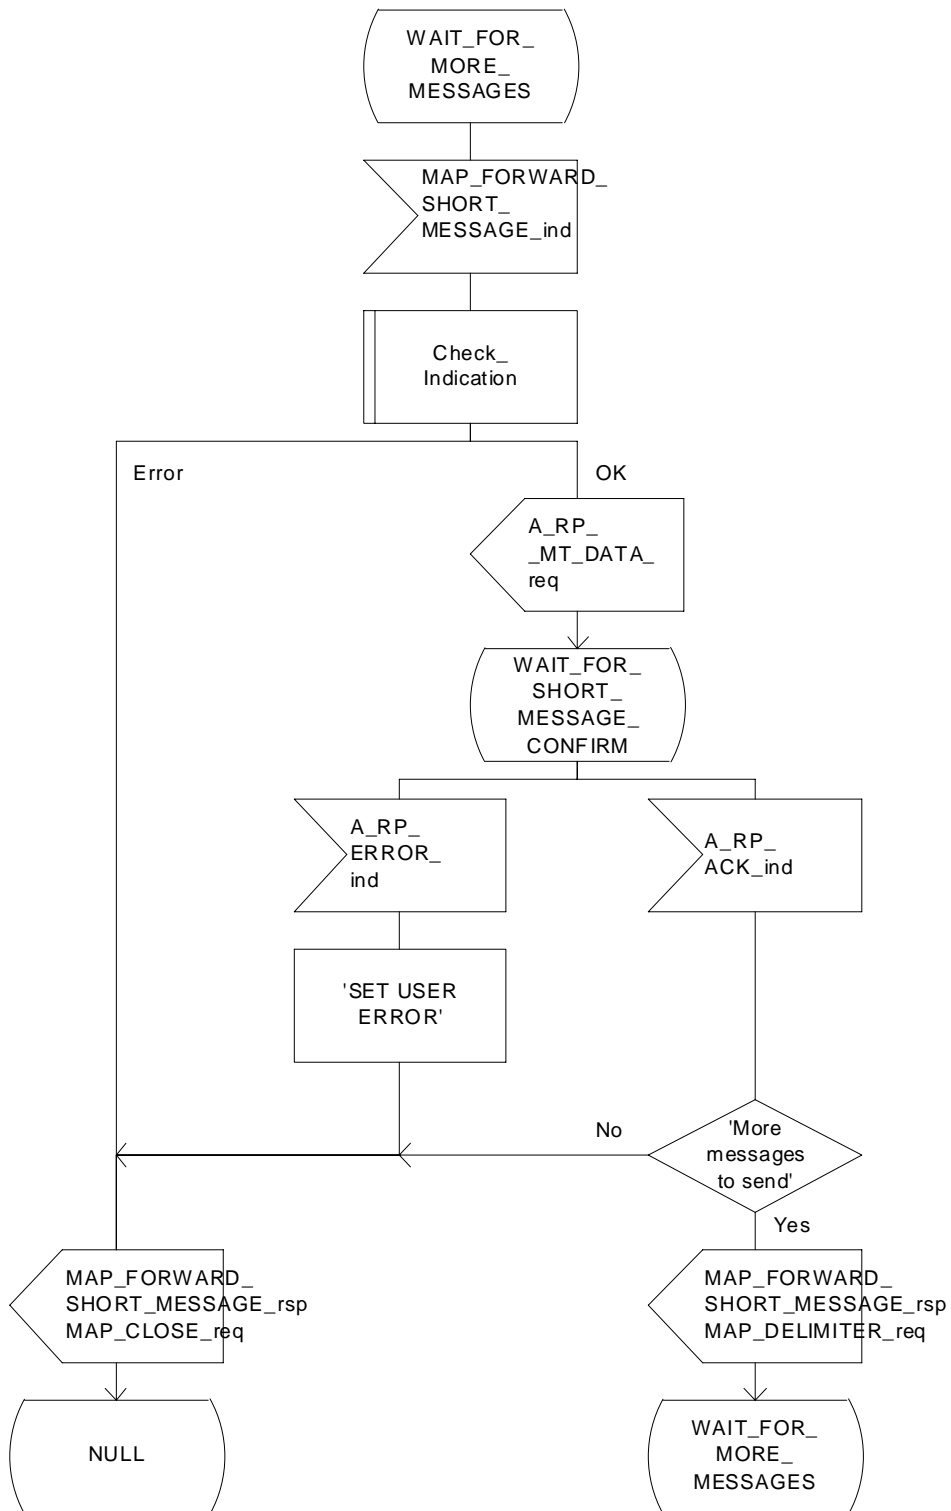 WAIT_FOR_
MORE_
MESSAGES
MAP_FORWARD_
SHORT_
MESSAGE_ind
Check_
Indication
Error
OK
A_RP_
_MT_DATA_
req
WAIT_FOR_
SHORT_
MESSAGE_
CONFIRM
A_RP_
ERROR_
ind
A_RP_
ACK_ind
'SET USER
ERROR'
No
'More
messages
to send'
Yes
MAP_FORWARD_
SHORT_MESSAGE_rsp
MAP_CLOSE_req
MAP_FORWARD_
SHORT_MESSAGE_rsp
MAP_DELIMITER_req
NULL
WAIT_FOR_
MORE_
MESSAGES